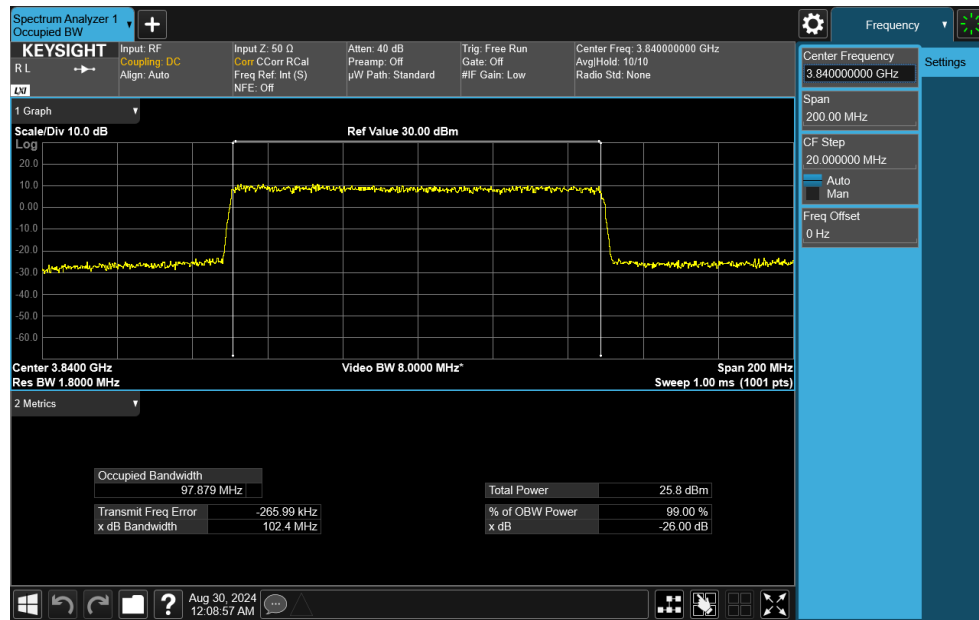 Spectrum Analyzer 1
Occupied BW
Frequency
KEYSIGHT
R L
LXI
Input: RF
Coupling: DC
Align: Auto
Input Z: 50 Ω
Corr CCorr RCal
Freq Ref: Int (S)
NFE: Off
Atten: 40 dB
Preamp: Off
µW Path: Standard
Trig: Free Run
Gate: Off
#IF Gain: Low
Center Freq: 3.840000000 GHz
Avg|Hold: 10/10
Radio Std: None
Center Frequency
3.840000000 GHz
Settings
Span
200.00 MHz
CF Step
20.000000 MHz
Auto
Man
Freq Offset
0 Hz
1 Graph
Scale/Div 10.0 dB
Ref Value 30.00 dBm
Log
20.0
10.0
0.00
-10.0
-20.0
-30.0
-40.0
-50.0
-60.0
Center 3.8400 GHz
Video BW 8.0000 MHz*
Span 200 MHz
Res BW 1.8000 MHz
Sweep 1.00 ms (1001 pts)
2 Metrics
Occupied Bandwidth
97.879 MHz
Total Power 25.8 dBm
Transmit Freq Error -265.99 kHz
% of OBW Power 99.00 %
x dB Bandwidth 102.4 MHz
x dB -26.00 dB
Aug 30, 2024
12:08:57 AM